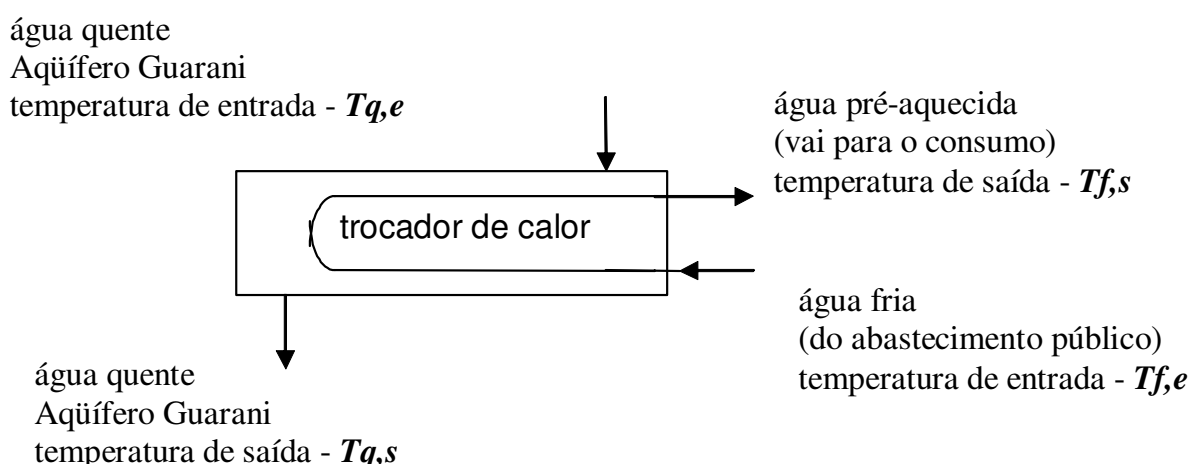 água quente
Aqüífero Guarani
temperatura de entrada - Tq,e
água pré-aquecida
(vai para o consumo)
temperatura de saída - Tf,s
trocador de calor
água fria
(do abastecimento público)
temperatura de entrada - Tf,e
água quente
Aqüífero Guarani
temperatura de saída - Tq,s